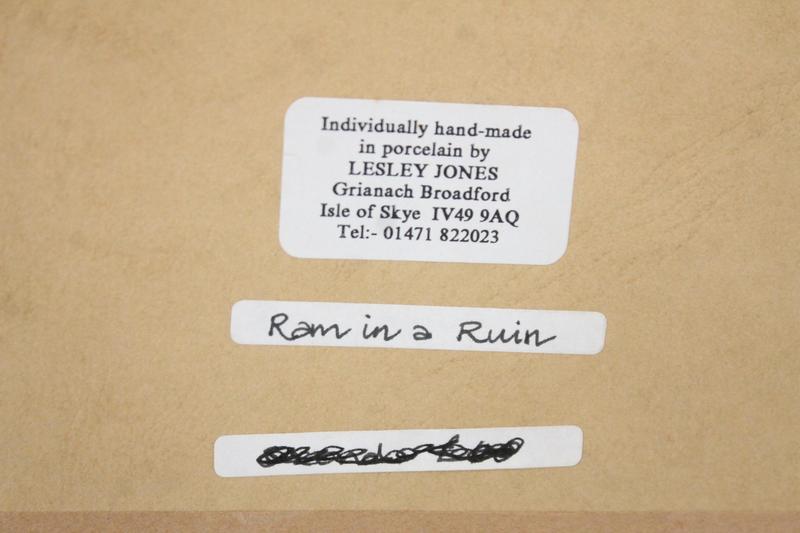 Individually hand-made
in porcelain by
LESLEY JONES
Grianach Broadford
Isle of Skye IV49 9AQ
Tel:- 01471 822023
Ram in a Ruin